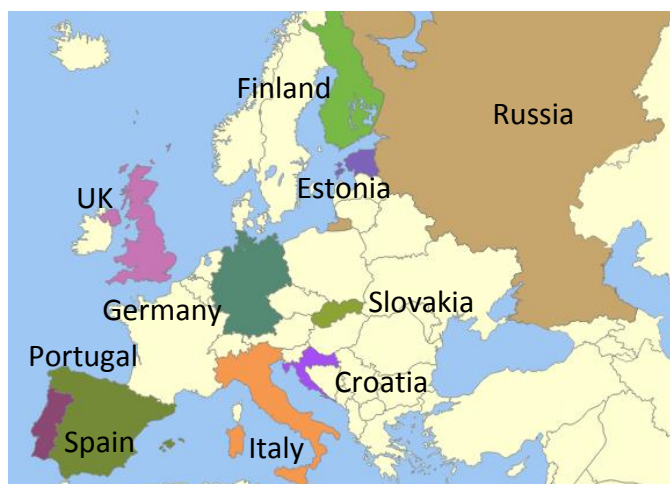 Finland
Russia
Estonia
UK
Germany
Slovakia
Portugal
Croatia
Spain
Italy